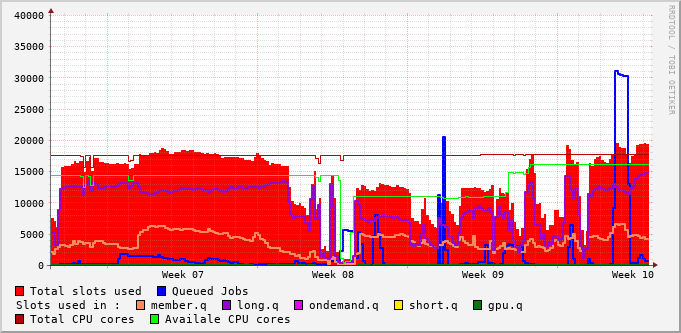 40000
35000
30000
25000
20000
15000
10000
5000
0
Week 07 Week 08 Week 09 Week 10
RRDTOOL / TOBI OETIKER
Total slots used Queued Jobs
Slots used in : member.q long.q ondemand.q short.q gpu.q
Total CPU cores Availale CPU cores